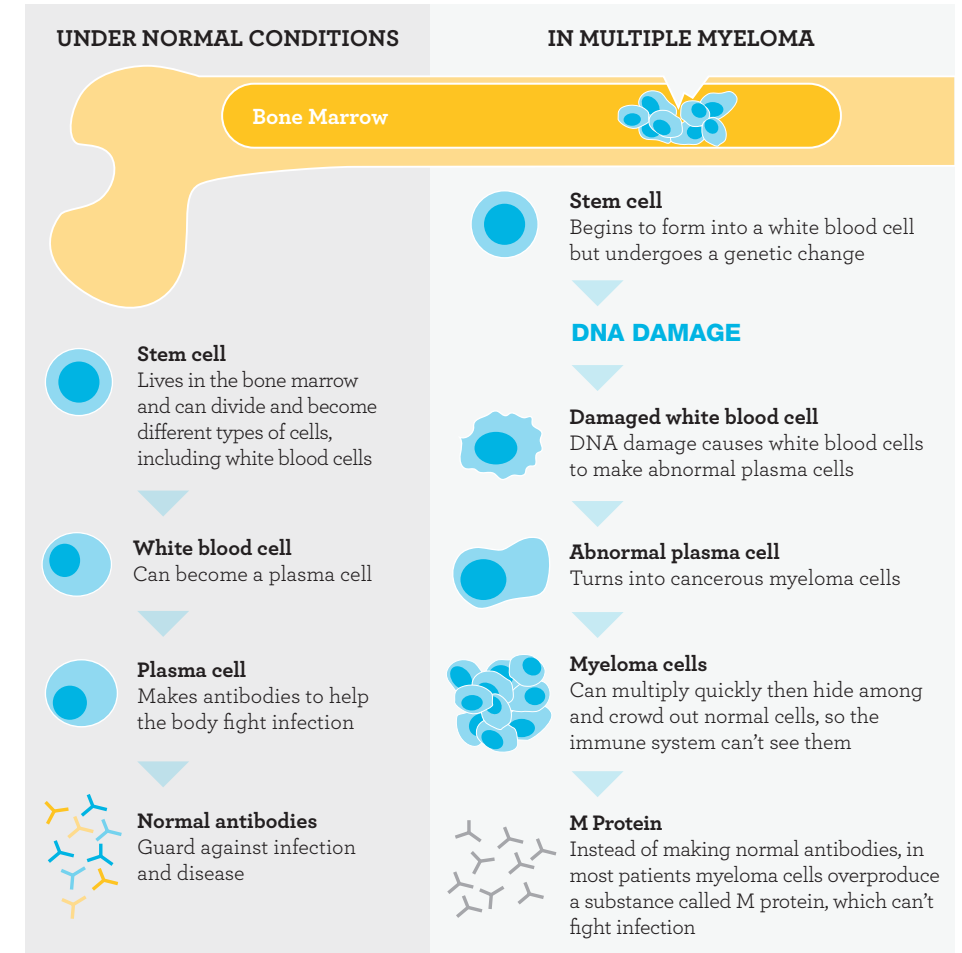 UNDER NORMAL CONDITIONS
IN MULTIPLE MYELOMA
Bone Marrow
Stem cell
Lives in the bone marrow
and can divide and become
different types of cells,
including white blood cells
White blood cell
Can become a plasma cell
Plasma cell
Makes antibodies to help
the body fight infection
Normal antibodies
Guard against infection
and disease
Stem cell
Begins to form into a white blood cell
but undergoes a genetic change
DNA DAMAGE
Damaged white blood cell
DNA damage causes white blood cells
to make abnormal plasma cells
Abnormal plasma cell
Turns into cancerous myeloma cells
Myeloma cells
Can multiply quickly then hide among
and crowd out normal cells, so the
immune system can’t see them
M Protein
Instead of making normal antibodies, in
most patients myeloma cells overproduce
a substance called M protein, which can’t
fight infection